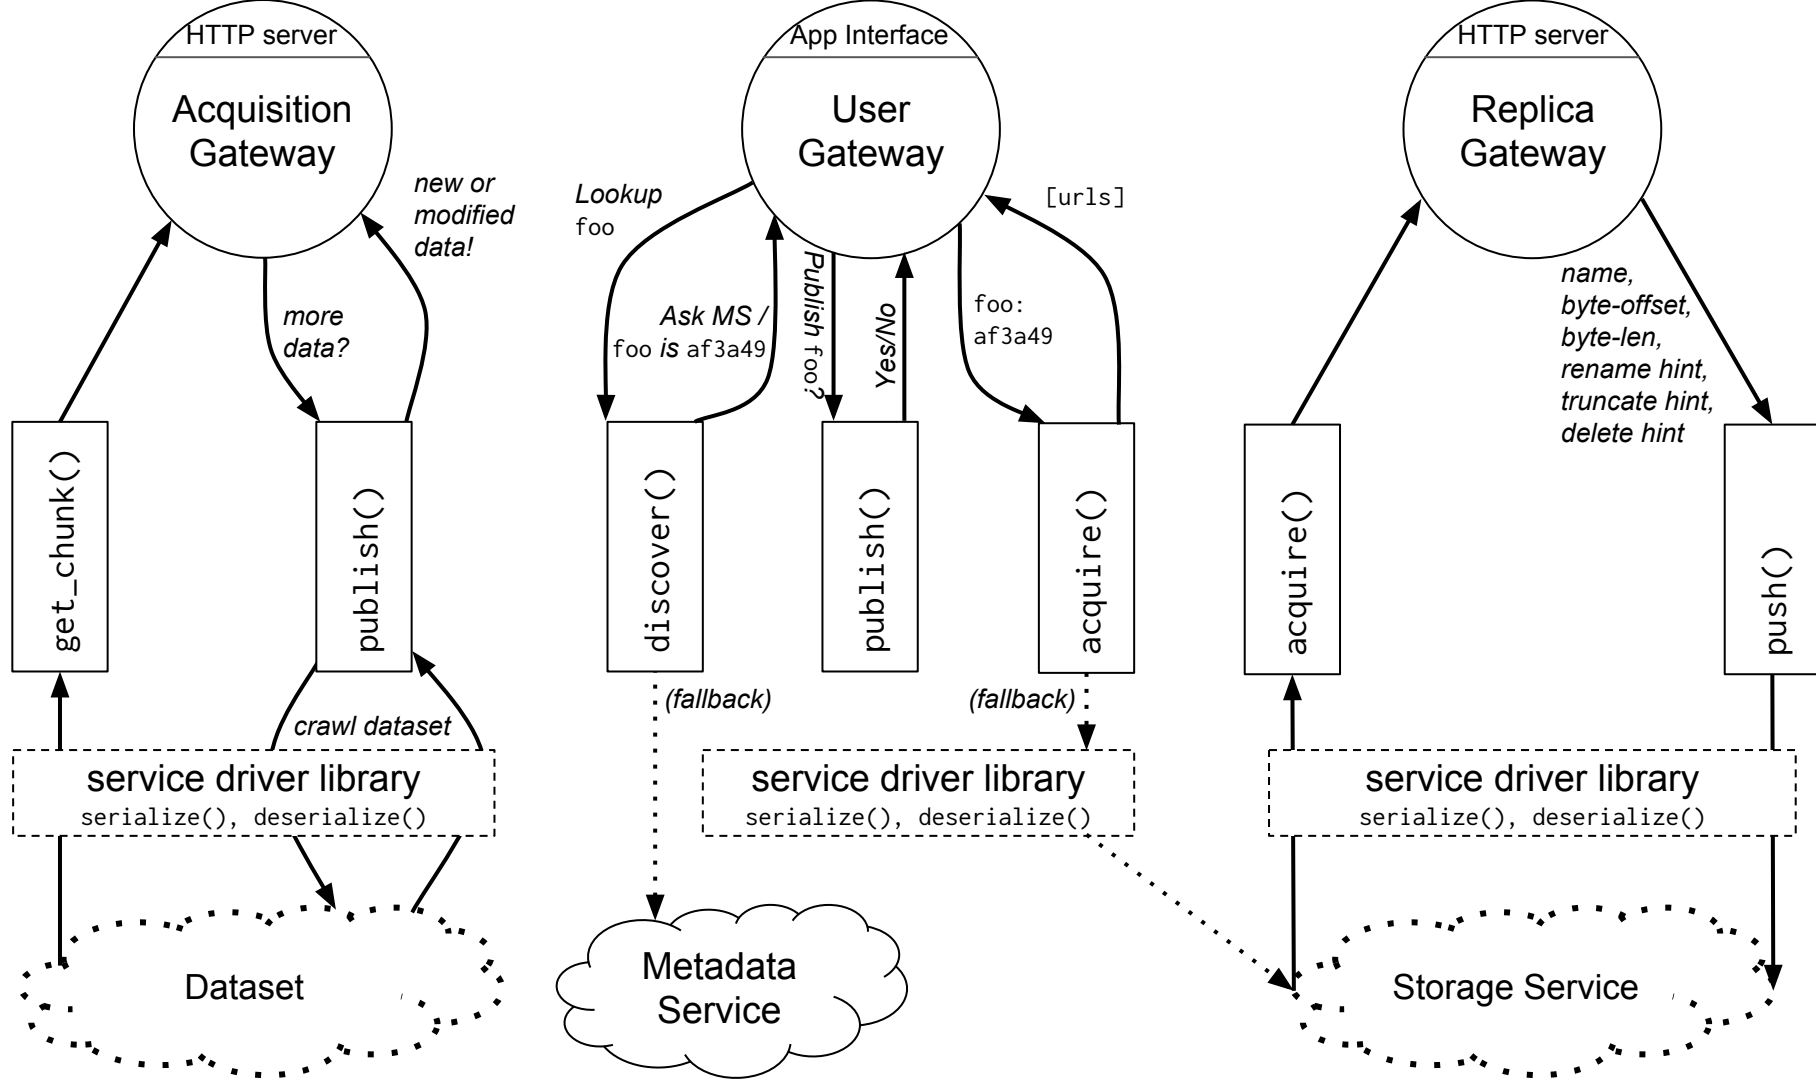 HTTP server
Acquisition
Gateway
new or
modified
data!
more
data?
get_chunk()
publish()
crawl dataset
service driver library
serialize(), deserialize()
Dataset
App Interface
User
Gateway
Lookup
foo
Ask MS /
foo is af3a49
Publish foo?
Yes/No
foo:
af3a49
[urls]
discover()
publish()
acquire()
(fallback)
(fallback)
service driver library
serialize(), deserialize()
Metadata
Service
HTTP server
Replica
Gateway
name,
byte-offset,
byte-len,
rename hint,
truncate hint,
delete hint
acquire()
push()
service driver library
serialize(), deserialize()
Storage Service